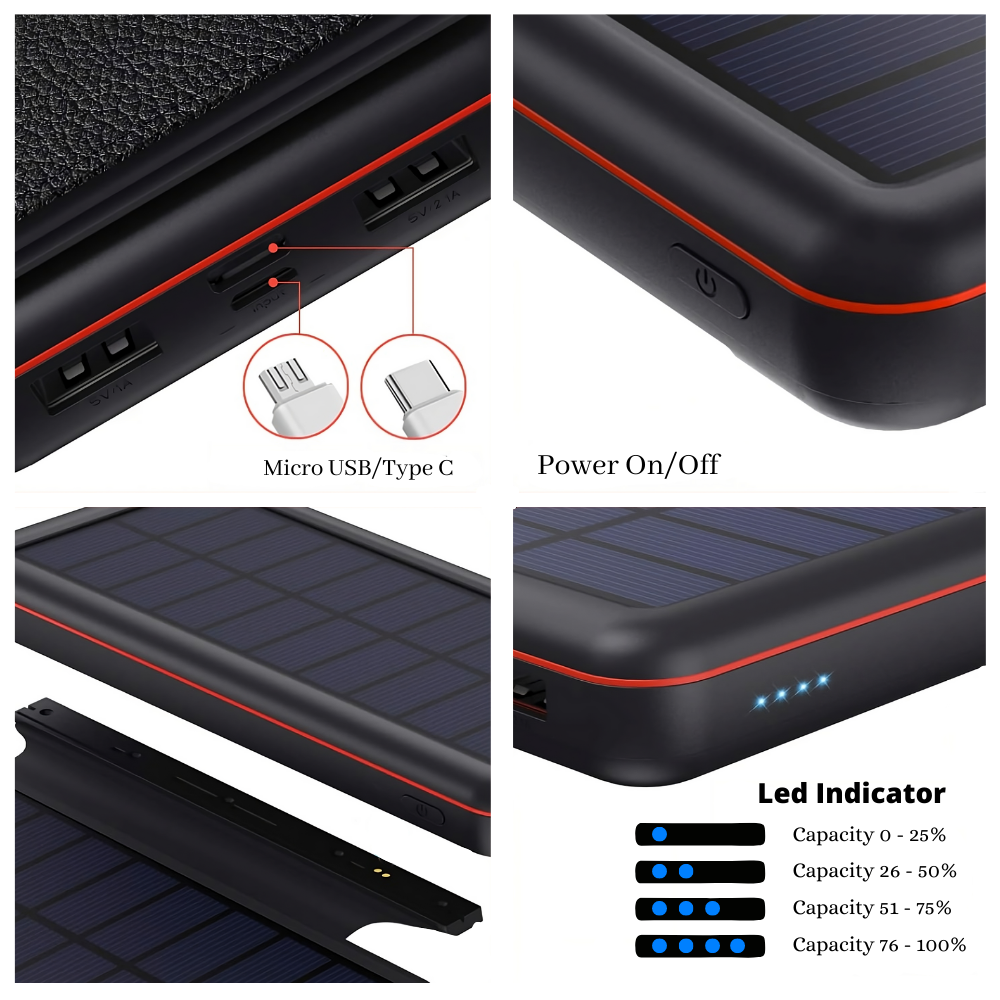 5V/2.1A
input
5V/1A
Micro USB/Type C
Power On/Off
Led Indicator
Capacity 0 - 25%
Capacity 26 - 50%
Capacity 51 - 75%
Capacity 76 - 100%